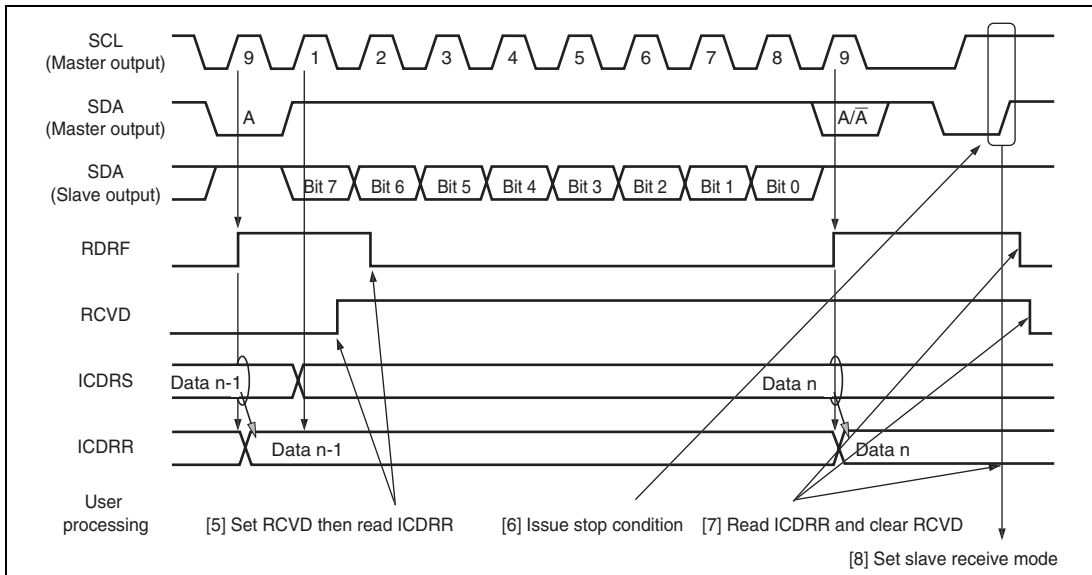 SCL
(Master output)
9 1 2 3 4 5 6 7 8 9
SDA
(Master output)
A A/A̅
SDA
(Slave output)
Bit 7 Bit 6 Bit 5 Bit 4 Bit 3 Bit 2 Bit 1 Bit 0
RDRF
RCVD
ICDRS
Data n-1 Data n
ICDRR
Data n-1 Data n
User
processing
[5] Set RCVD then read ICDRR [6] Issue stop condition [7] Read ICDRR and clear RCVD
[8] Set slave receive mode